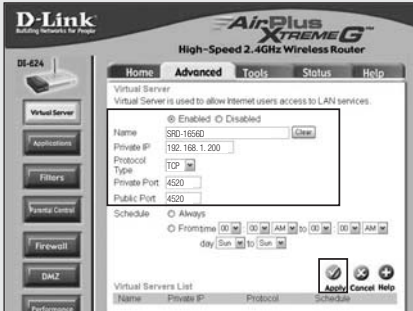 D-Link
Building Networks for People
AirPlus
XTREME G
High-Speed 2.4GHz Wireless Router
DI-624
Home Advanced Tools Status Help
Virtual Server
Virtual Server is used to allow Internet users access to LAN services.
Enabled Disabled
Name SRD-1656D Clear
Private IP 192.168.1.200
Protocol Type TCP
Private Port 4520
Public Port 4520
Schedule Always
From time 00 : 00 AM to 00 : 00 AM
day Sun to Sun
Apply Cancel Help
Virtual Servers List
Name Private IP Protocol Schedule
Virtual Server
Applications
Filters
Parental Control
Firewall
DMZ
Performance